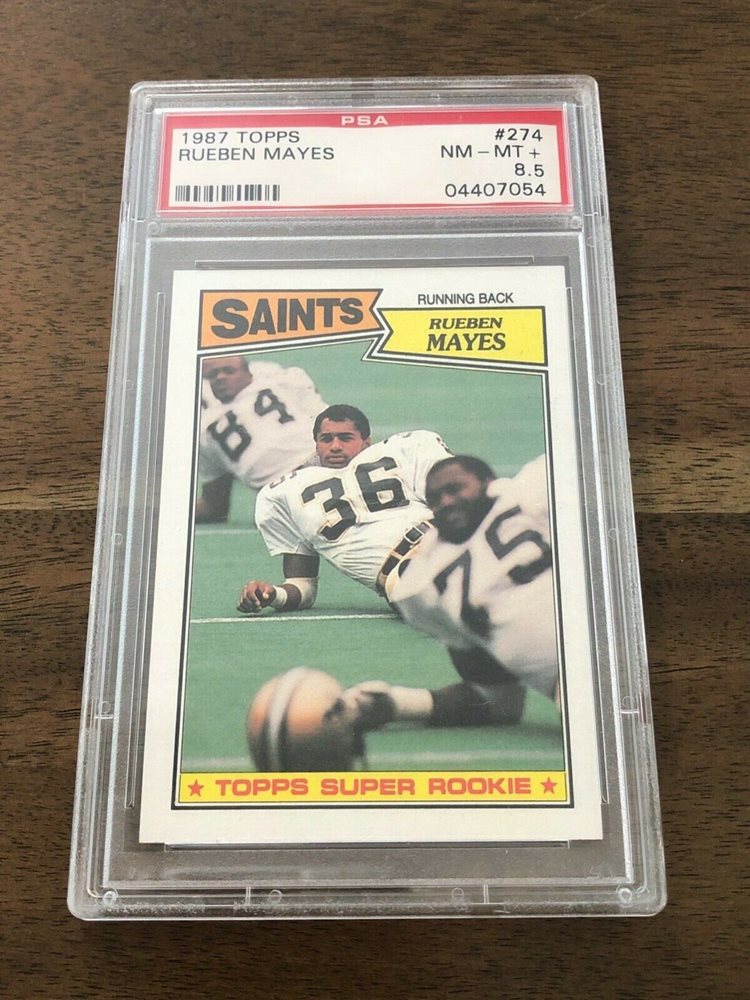 PSA
1987 TOPPS #274
RUEBEN MAYES NM-MT+
8.5
04407054
SAINTS
RUNNING BACK
RUEBEN
MAYES
84
36
75
★ TOPPS SUPER ROOKIE ★